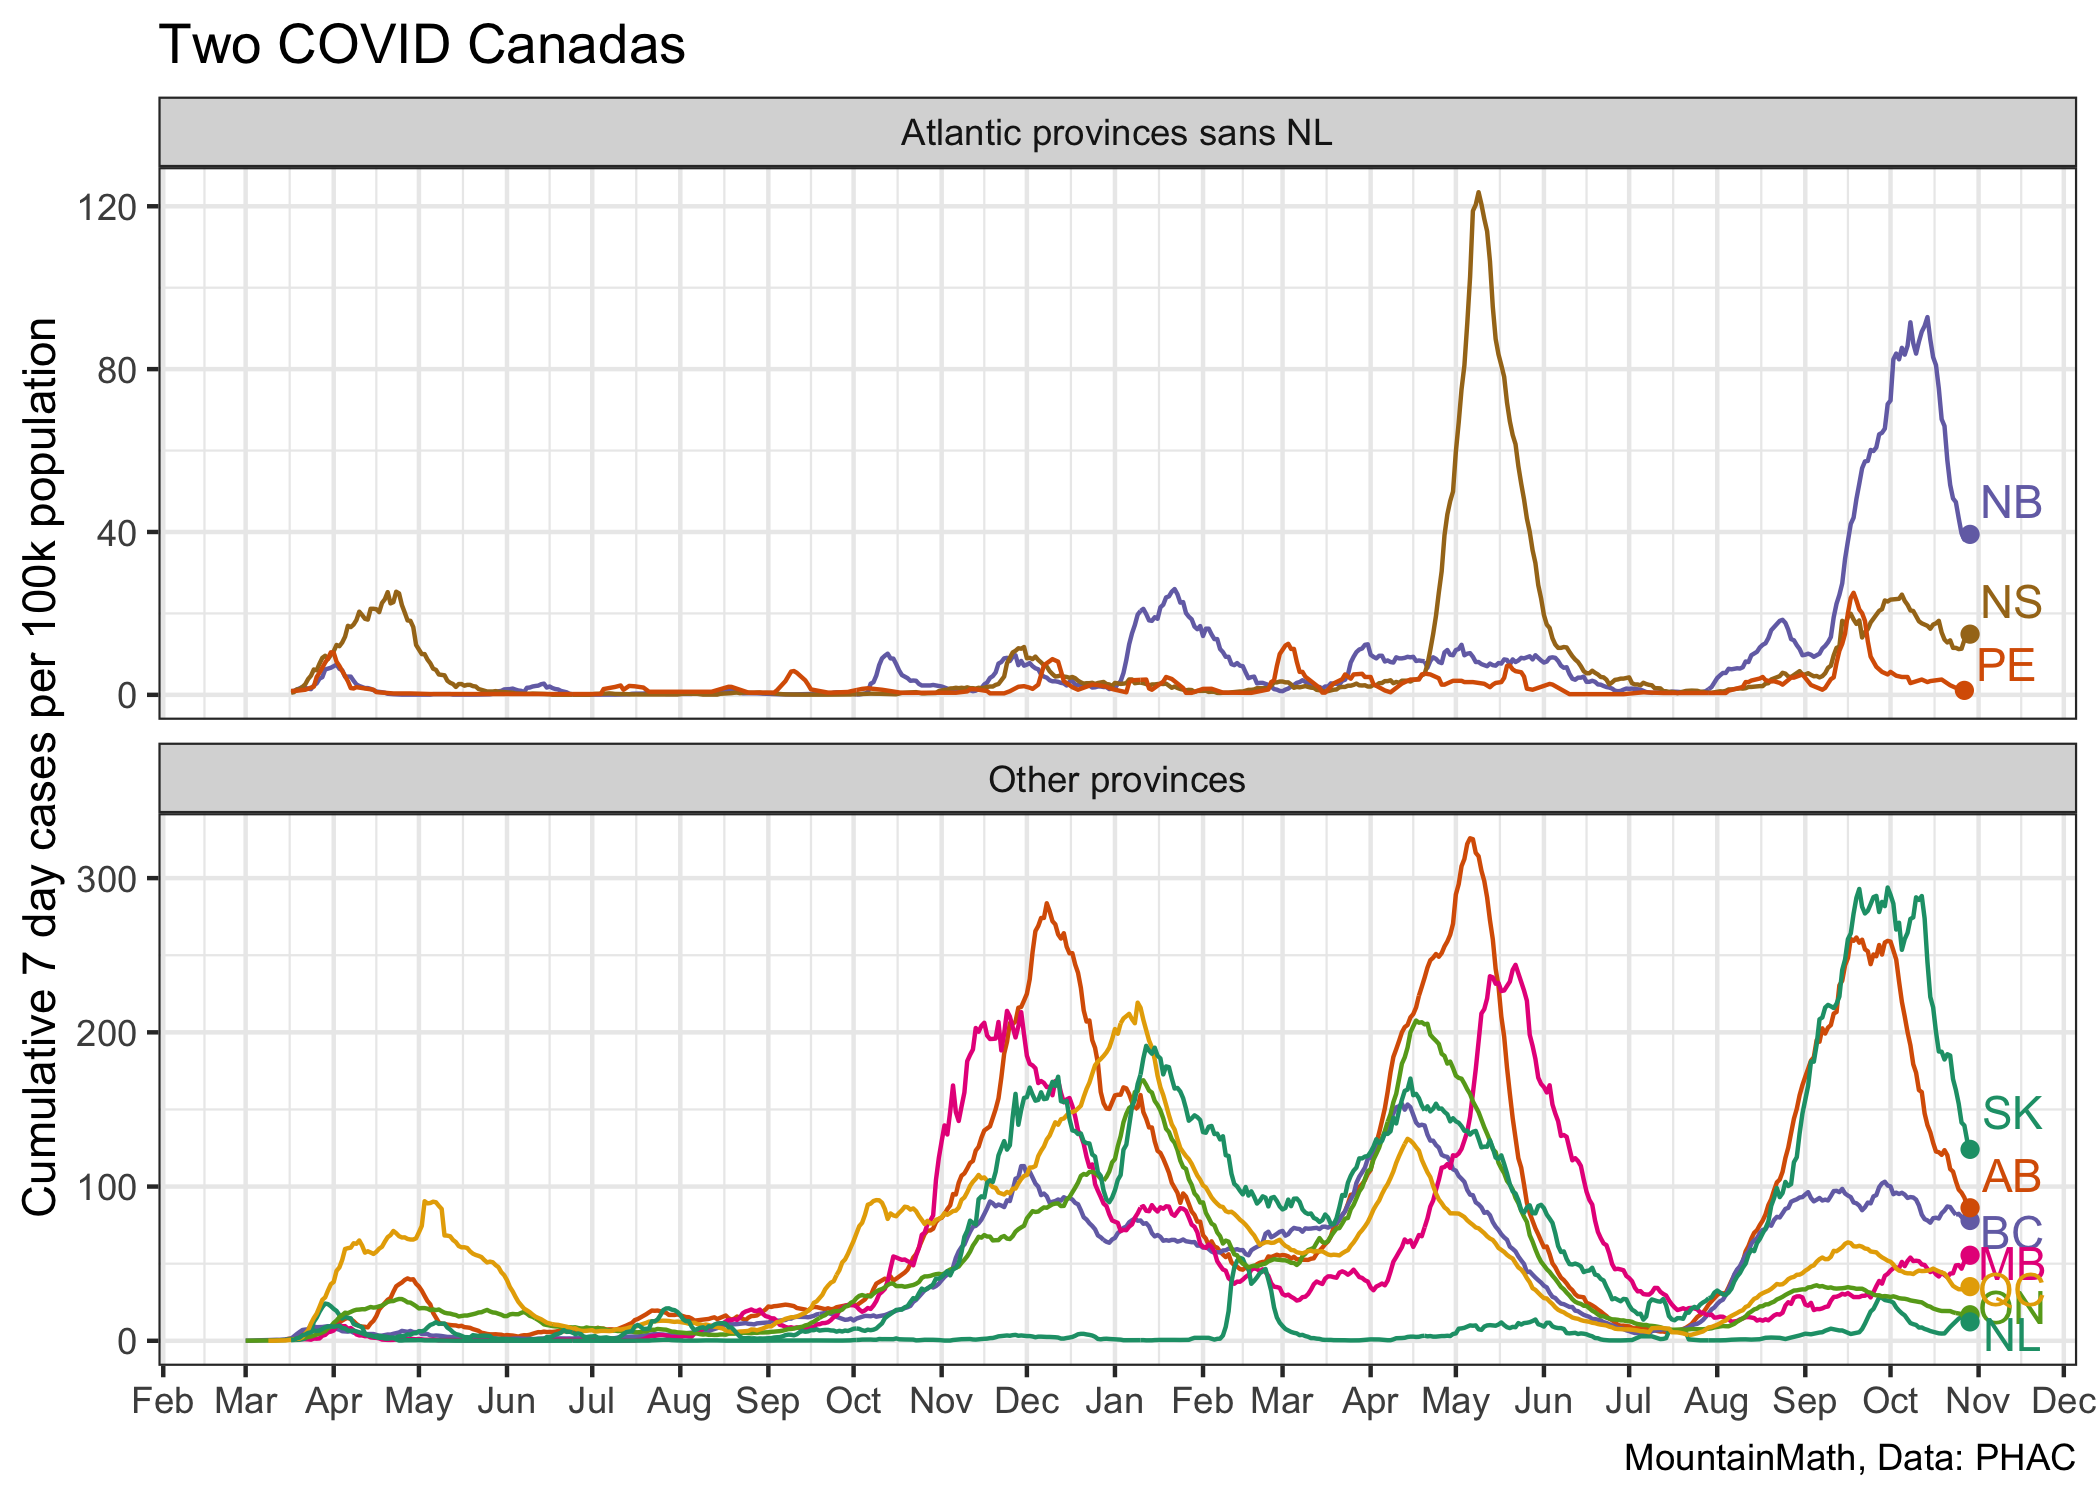 Two COVID Canadas
Atlantic provinces sans NL
Cumulative 7 day cases per 100k population
120
80
40
0
NB
NS
PE
Other provinces
300
200
100
0
SK
AB
BC
MB
QC
ON
NL
Feb Mar Apr May Jun Jul Aug Sep Oct Nov Dec Jan Feb Mar Apr May Jun Jul Aug Sep Oct Nov Dec
MountainMath, Data: PHAC